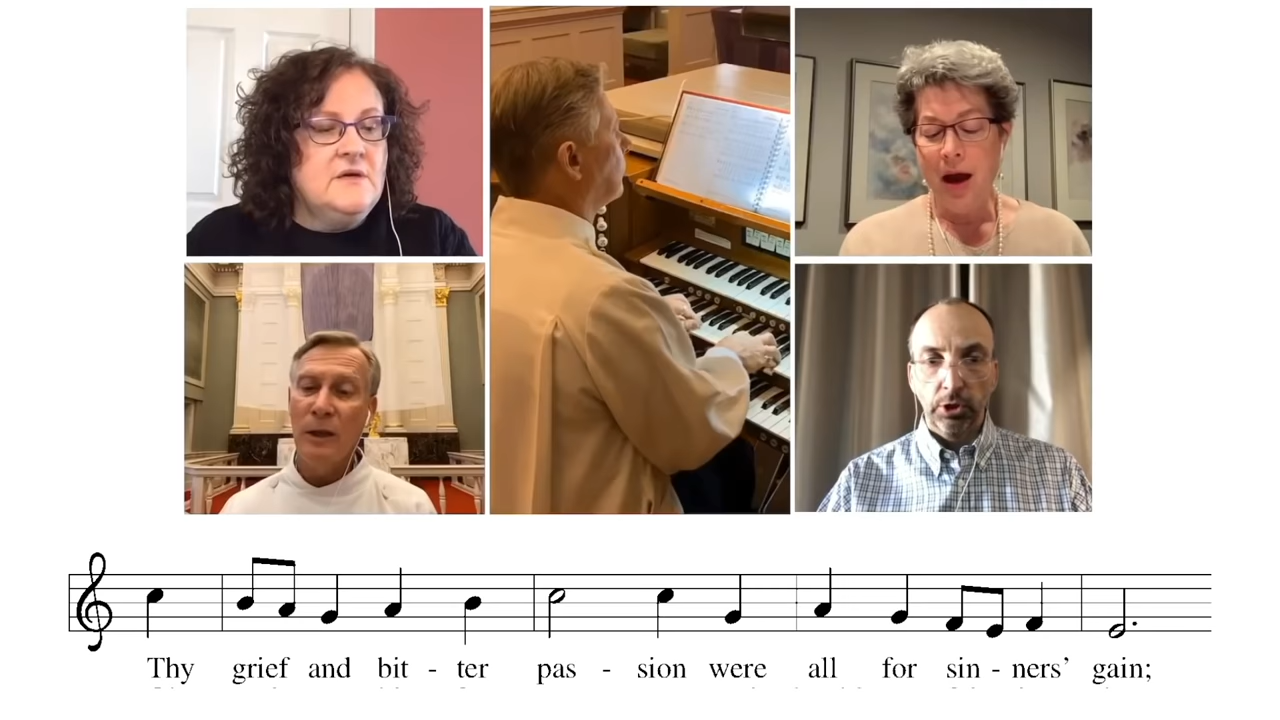 Thy grief and bit - ter pas - sion were all for sin - ners' gain;